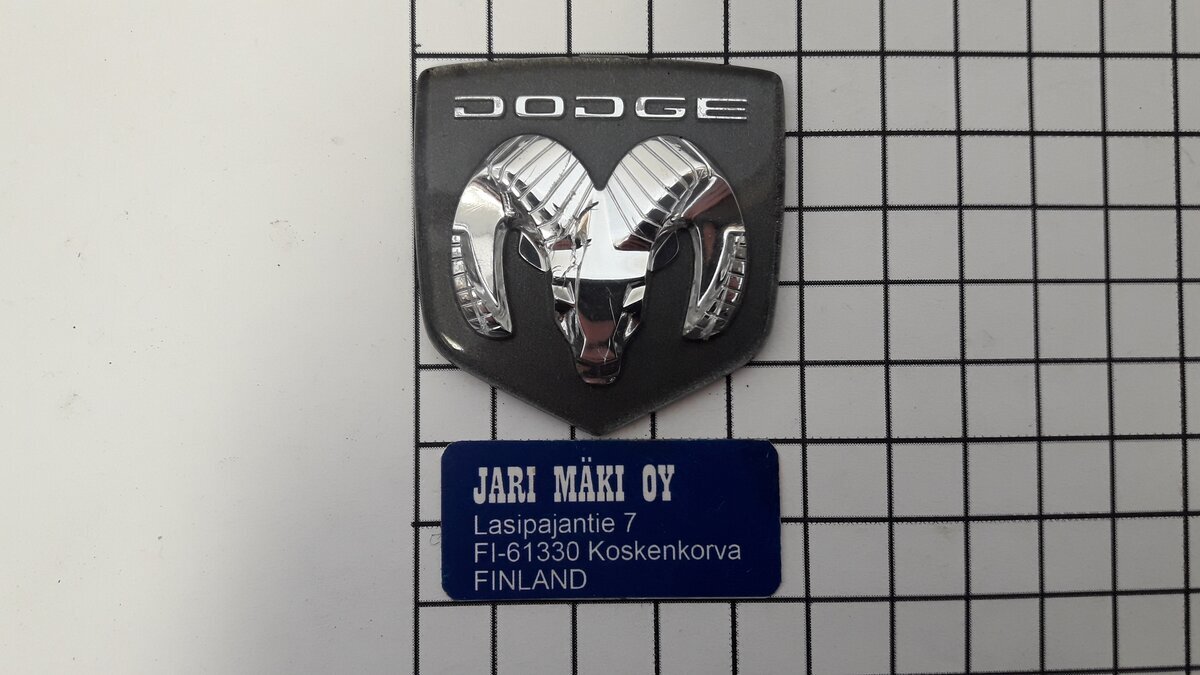 DODGE
JARI MÄKI OY
Lasipajantie 7
FI-61330 Koskenkorva
FINLAND